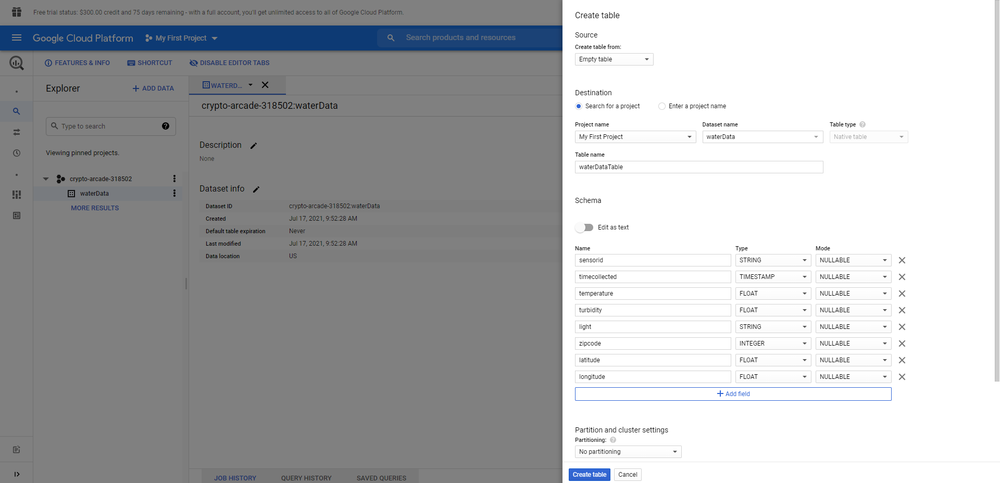 Free trial status: $300.00 credit and 75 days remaining - with a full account, you'll get unlimited access to all of Google Cloud Platform.
Google Cloud Platform
My First Project
Search products and resources
FEATURES & INFO
SHORTCUT
DISABLE EDITOR TABS
Explorer
+ ADD DATA
Type to search
Viewing pinned projects.
crypto-arcade-318502
waterData
MORE RESULTS
WATERD...
crypto-arcade-318502:waterData
Description
None
Dataset info
Dataset ID crypto-arcade-318502:waterData
Created Jul 17, 2021, 9:52:28 AM
Default table expiration Never
Last modified Jul 17, 2021, 9:52:28 AM
Data location US
JOB HISTORY
QUERY HISTORY
SAVED QUERIES
Create table
Source
Create table from:
Empty table
Destination
Search for a project
Enter a project name
Project name Dataset name Table type
My First Project waterData Native table
Table name
waterDataTable
Schema
Edit as text
Name Type Mode
sensorid STRING NULLABLE
timecollected TIMESTAMP NULLABLE
temperature FLOAT NULLABLE
turbidity FLOAT NULLABLE
light STRING NULLABLE
zipcode INTEGER NULLABLE
latitude FLOAT NULLABLE
longitude FLOAT NULLABLE
+ Add field
Partition and cluster settings
Partitioning:
No partitioning
Create table
Cancel